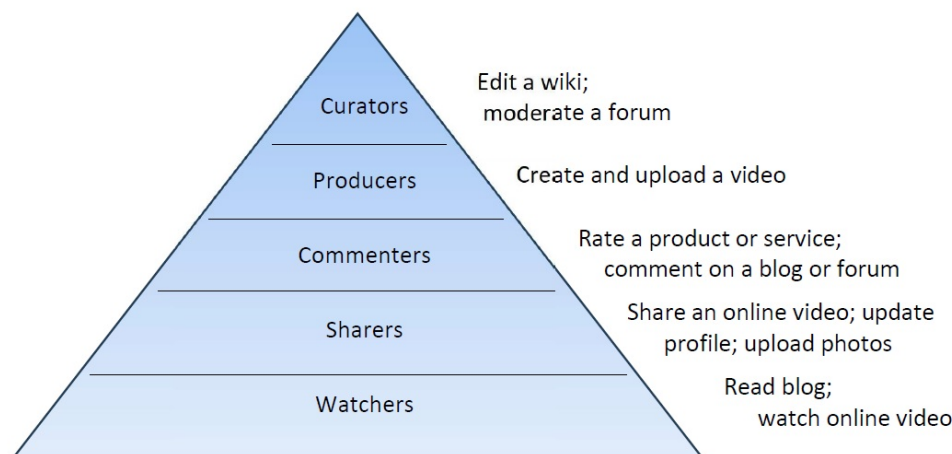 Curators
Edit a wiki;
moderate a forum
Producers
Create and upload a video
Commenters
Rate a product or service;
comment on a blog or forum
Sharers
Share an online video; update
profile; upload photos
Watchers
Read blog;
watch online video